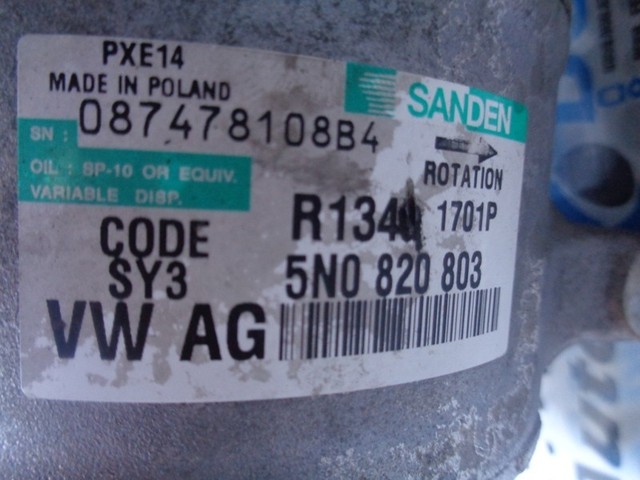 PXE14
MADE IN POLAND
SANDEN
SN: 087478108B4
OIL: SP-10 OR EQUIV.
VARIABLE DISP.
ROTATION
R134 1701P
CODE
SY3
5N0 820 803
VW AG